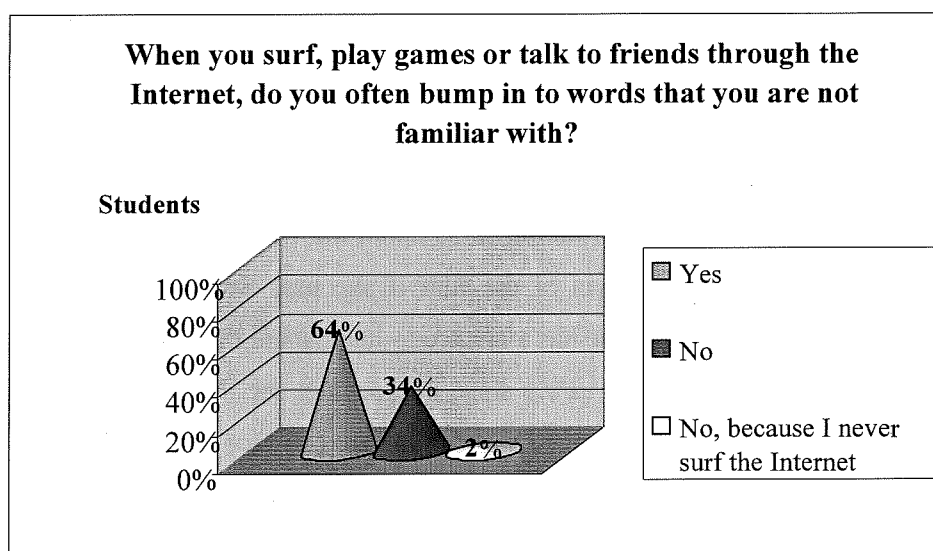 When you surf, play games or talk to friends through the
Internet, do you often bump in to words that you are not
familiar with?
Students
100%
80%
60%
40%
20%
0%
64%
34%
2%
Yes
No
No, because I never
surf the Internet